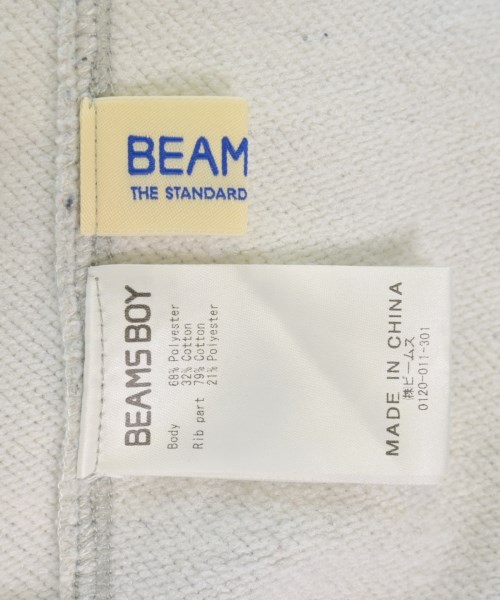 BEAM
THE STANDARD
BEAMS BOY
Body 68% Polyester
32% Cotton
Rib part 79% Cotton
21% Polyester
MADE IN CHINA
㈱ビームス
0120-011-301